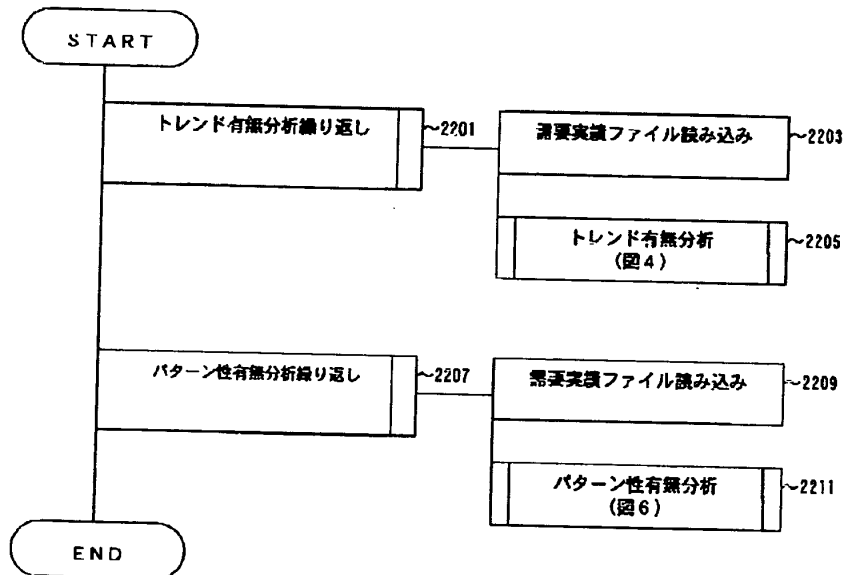 START
トレンド有無分析繰り返し
~2201
需要実績ファイル読み込み
~2203
トレンド有無分析
(図4)
~2205
パターン性有無分析繰り返し
~2207
需要実績ファイル読み込み
~2209
パターン性有無分析
(図6)
~2211
END